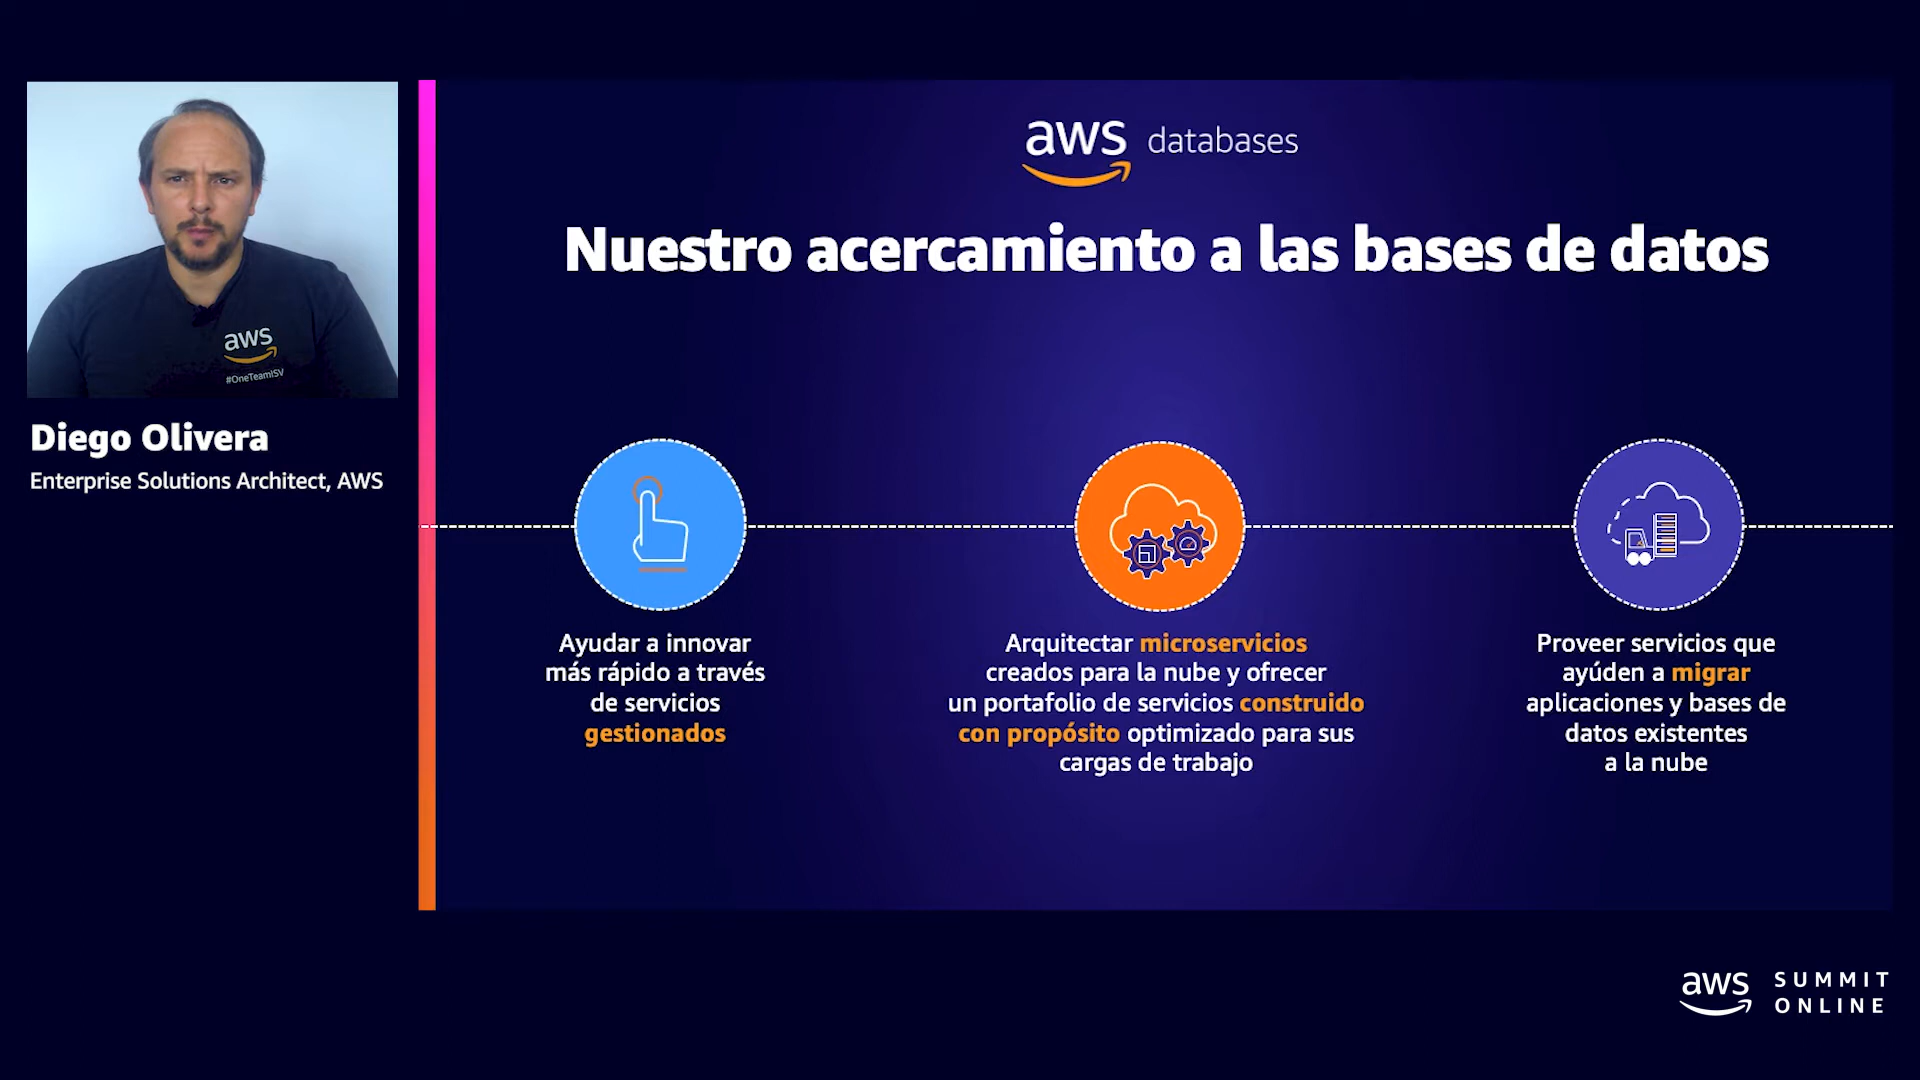 aws
#OneTeamISV
Diego Olivera
Enterprise Solutions Architect, AWS
aws databases
Nuestro acercamiento a las bases de datos
Ayudar a innovar
más rápido a través
de servicios
gestionados
Arquitectar microservicios
creados para la nube y ofrecer
un portafolio de servicios construido
con propósito optimizado para sus
cargas de trabajo
Proveer servicios que
ayúden a migrar
aplicaciones y bases de
datos existentes
a la nube
aws SUMMIT
ONLINE